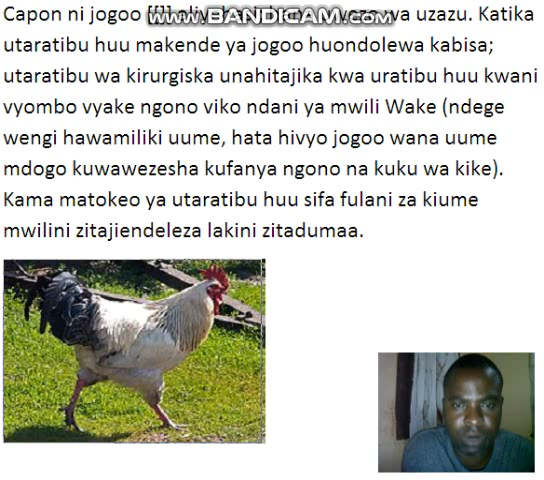 Capon ni jogoo wa uzazu. Katika
www.BANDICAM.com
utaratibu huu makende ya jogoo huondolewa kabisa;
utaratibu wa kirurgiska unahitajika kwa uratibu huu kwani
vyombo vyake ngono viko ndani ya mwili Wake (ndege
wengi hawamiliki uume, hata hivyo jogoo wana uume
mdogo kuwawezesha kufanya ngono na kuku wa kike).
Kama matokeo ya utaratibu huu sifa fulani za kiume
mwilini zitajiendeleza lakini zitadumaa.